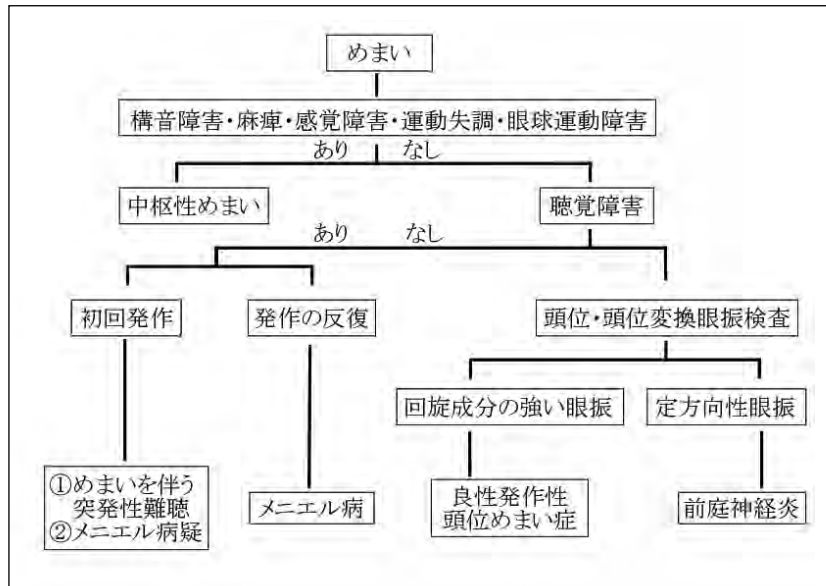 めまい
構音障害・麻痺・感覚障害・運動失調・眼球運動障害
あり なし
中枢性めまい
聴覚障害
あり なし
初回発作
発作の反復
頭位・頭位変換眼振検査
回旋成分の強い眼振
定方向性眼振
①めまいを伴う
突発性難聴
②メニエル病疑
メニエル病
良性発作性
頭位めまい症
前庭神経炎